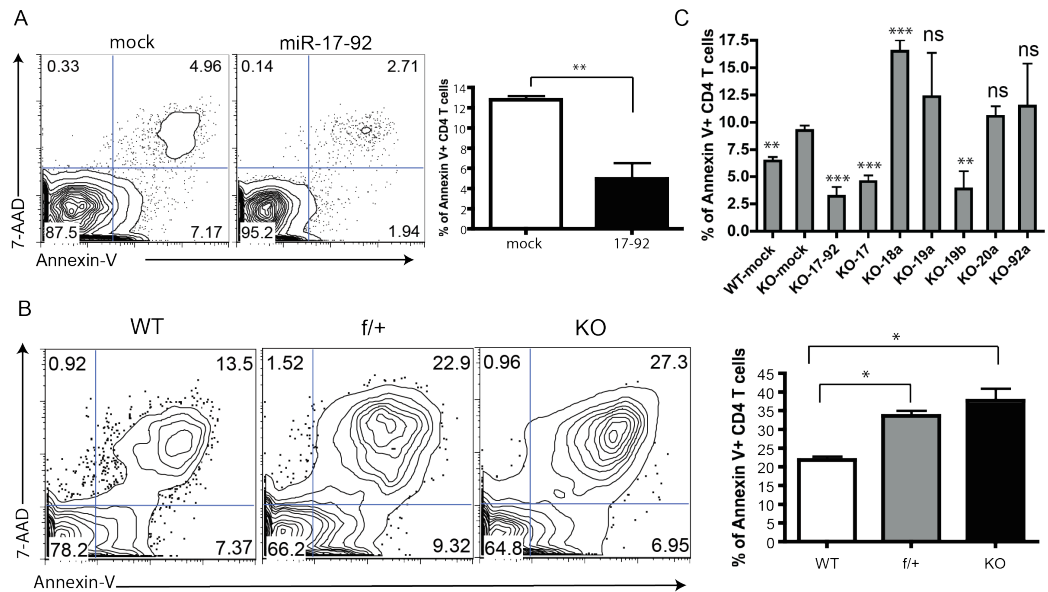 A
mock
miR-17-92
0.33
4.96
0.14
2.71
87.5
7.17
95.2
1.94
7-AAD
Annexin-V
% of Annexin V+ CD4 T cells
14
12
10
8
6
4
2
0
**
mock
17-92
C
% of Annexin V+ CD4 T cells
17.5
15.0
12.5
10.0
7.5
5.0
2.5
0.0
**
***
***
***
ns
**
ns
ns
WT-mock
KO-mock
KO-17-92
KO-17
KO-18a
KO-19a
KO-19b
KO-20a
KO-92a
B
WT
f/+
KO
0.92
13.5
1.52
22.9
0.96
27.3
78.2
7.37
66.2
9.32
64.8
6.95
7-AAD
Annexin-V
% of Annexin V+ CD4 T cells
45
40
35
30
25
20
15
10
5
0
*
*
WT
f/+
KO